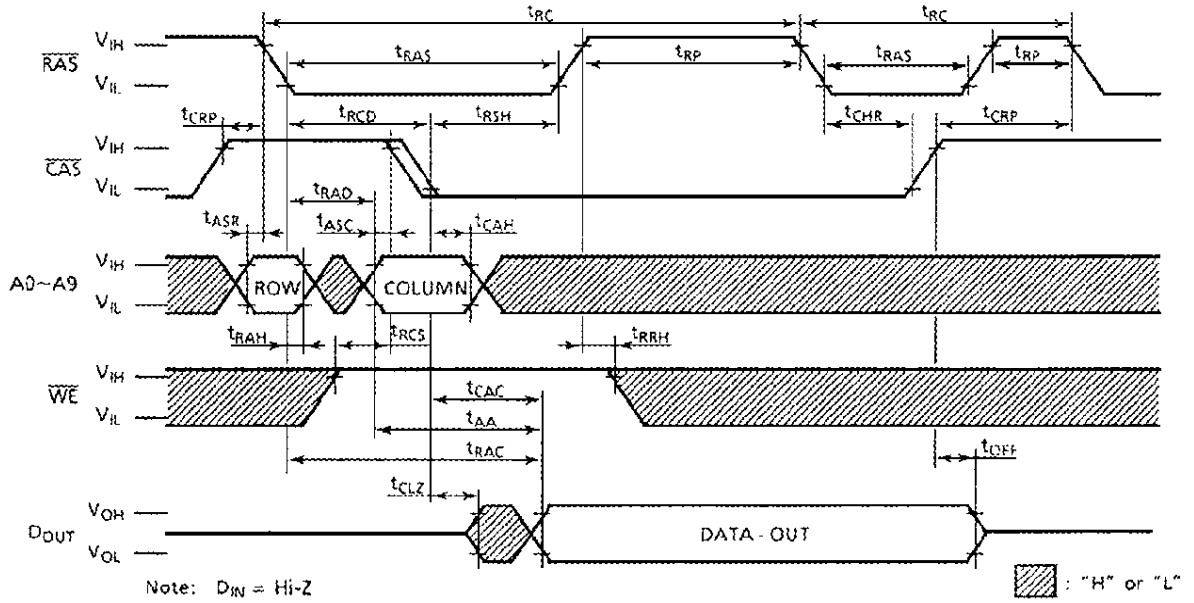 tRC tRC
VIH
RAS
VIL
tRAS tRP tRAS tRP
tCRP tRCD tRSH tCHR tCRP
VIH
CAS
VIL
tRAD
tASR tASC tCAH
VIH
A0~A9 ROW COLUMN
VIL
tRAH tRCS tRRH
VIH
WE
VIL
tCAC
tAA
tRAC tOFF
tCLZ
VOH
DOUT DATA - OUT
VOL
Note: DIN = Hi-Z
: "H" or "L"